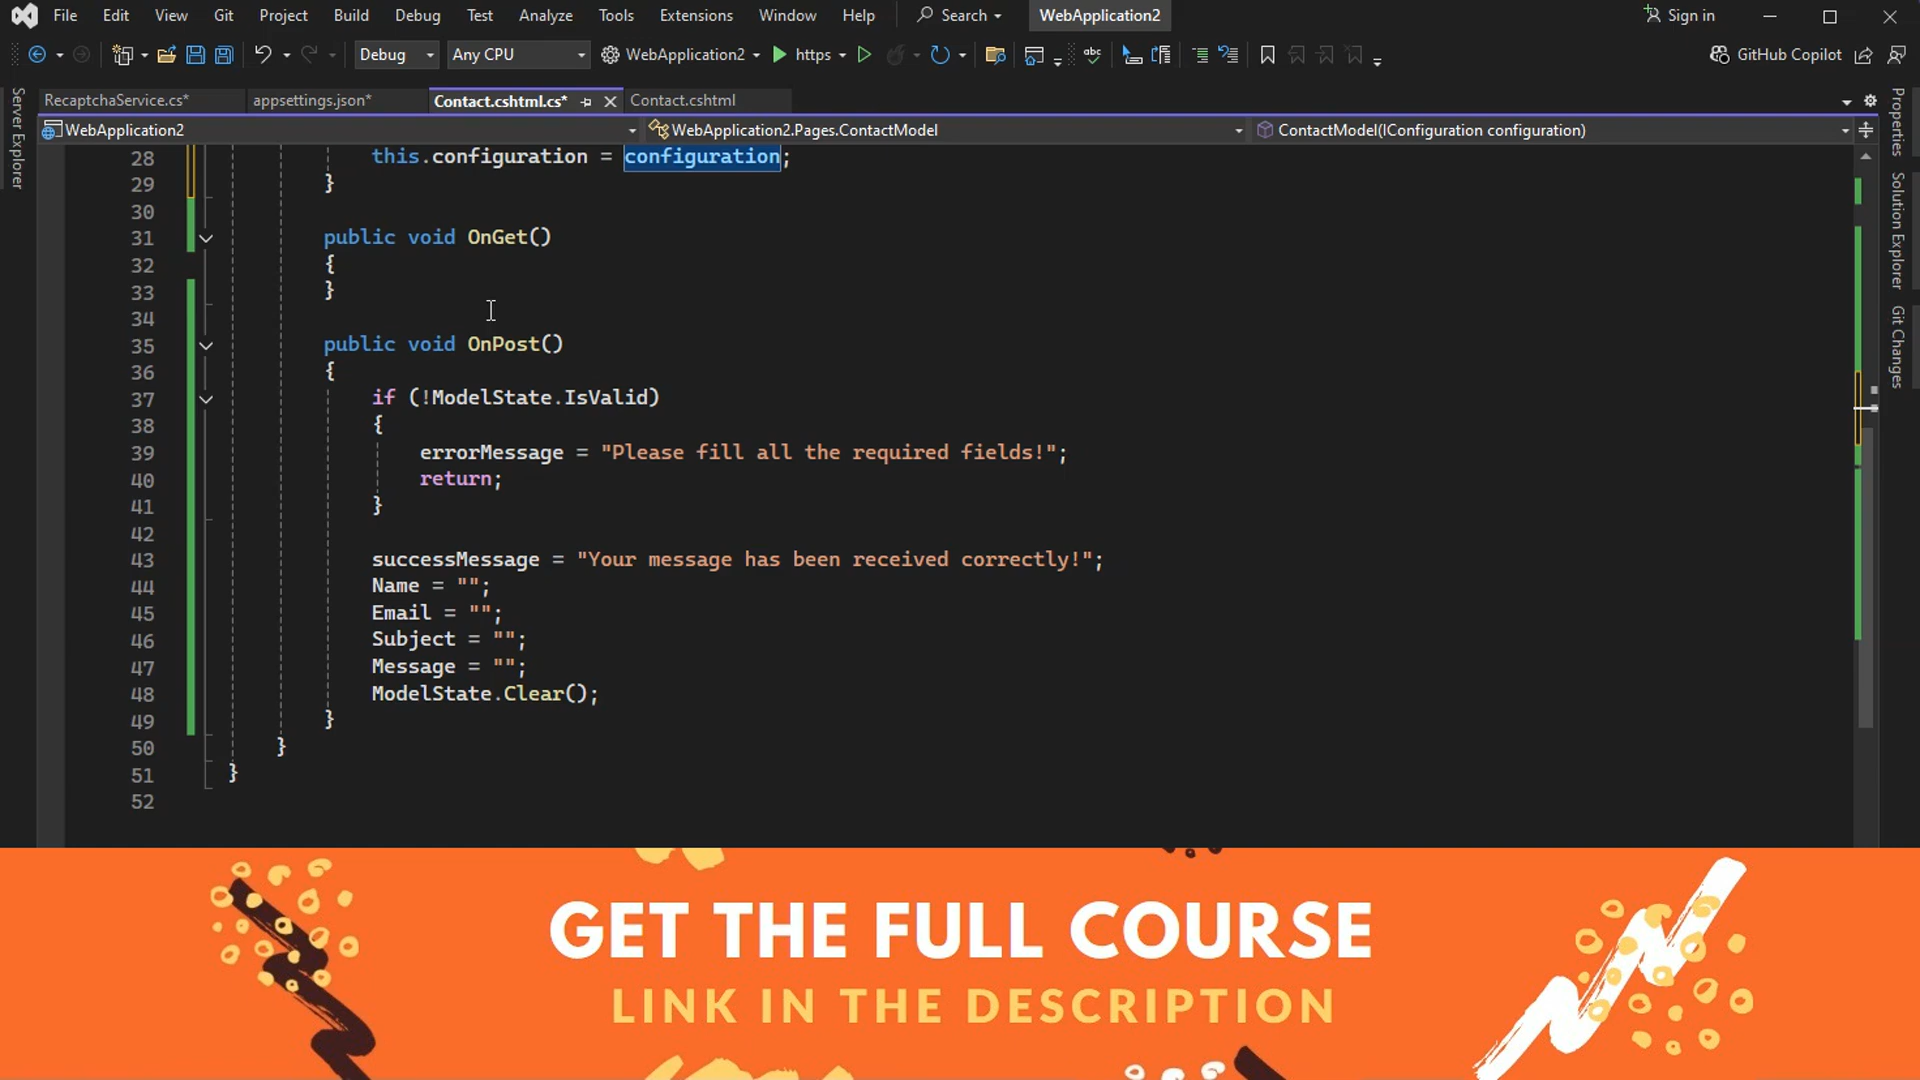 File Edit View Git Project Build Debug Test Analyze Tools Extensions Window Help Search WebApplication2 Sign in
Debug Any CPU WebApplication2 https abc GitHub Copilot
Server Explorer
RecaptchaService.cs* appsettings.json* Contact.cshtml.cs* Contact.cshtml
WebApplication2 WebApplication2.Pages.ContactModel ContactModel(IConfiguration configuration)
28 this.configuration = configuration;
29 }
30
31 public void OnGet()
32 {
33 }
34
35 public void OnPost()
36 {
37 if (!ModelState.IsValid)
38 {
39 errorMessage = "Please fill all the required fields!";
40 return;
41 }
42
43 successMessage = "Your message has been received correctly!";
44 Name = "";
45 Email = "";
46 Subject = "";
47 Message = "";
48 ModelState.Clear();
49 }
50 }
51 }
52
Properties
Solution Explorer
Git Changes
GET THE FULL COURSE
LINK IN THE DESCRIPTION